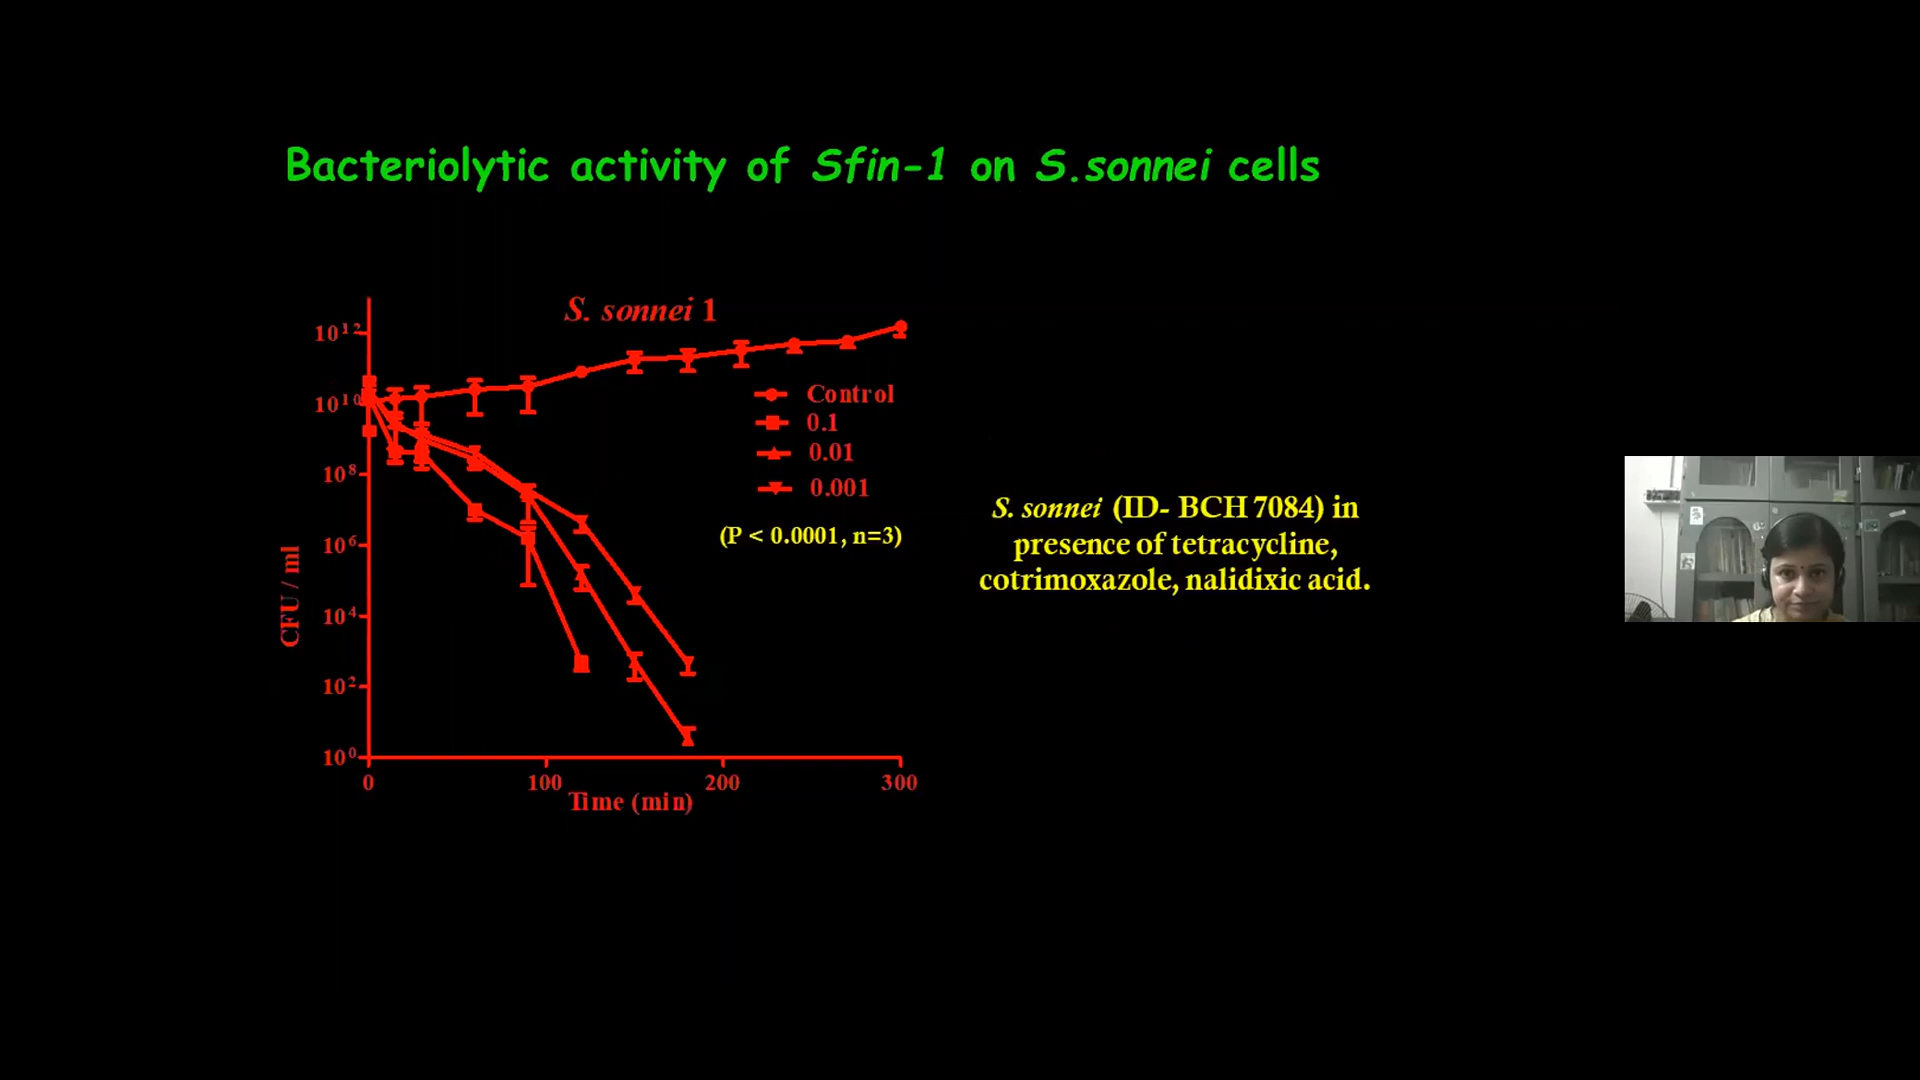 Bacteriolytic activity of Sfin-1 on S.sonnei cells
S. sonnei 1
10¹²
10¹⁰
10⁸
10⁶
10⁴
10²
10⁰
CFU / ml
0
100
200
300
Time (min)
Control
0.1
0.01
0.001
(P < 0.0001, n=3)
S. sonnei (ID- BCH 7084) in
presence of tetracycline,
cotrimoxazole, nalidixic acid.